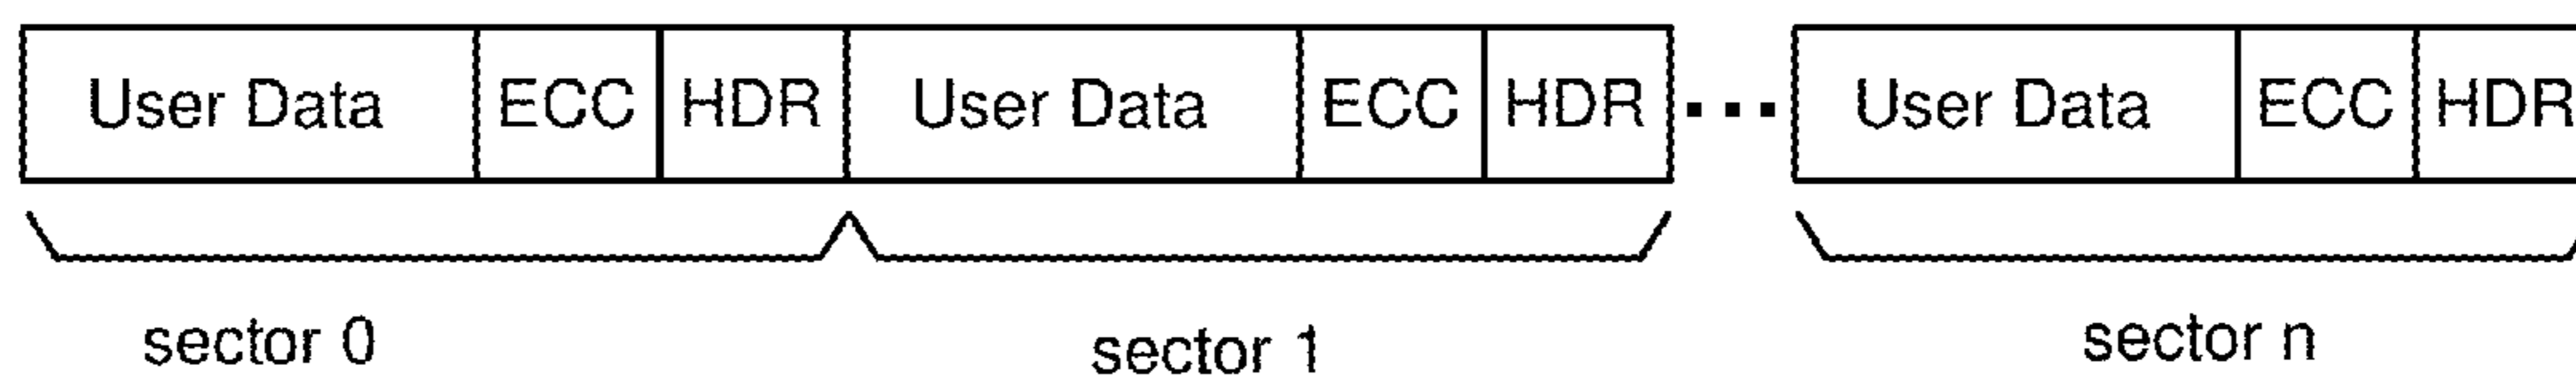 User Data ECC HDR User Data ECC HDR ... User Data ECC HDR
sector 0 sector 1 sector n